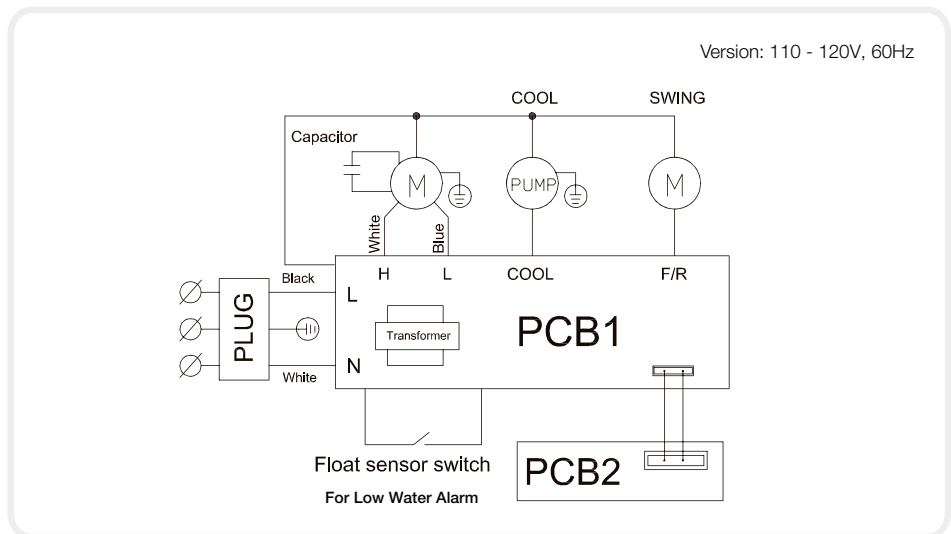 Version: 110 - 120V, 60Hz
COOL
SWING
Capacitor
M
PUMP
M
White
Blue
H
L
COOL
F/R
Black
L
PLUG
Transformer
PCB1
N
White
Float sensor switch
For Low Water Alarm
PCB2